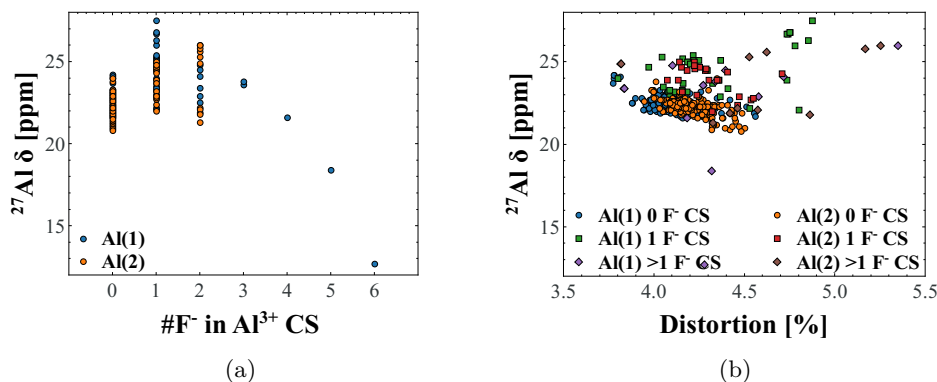 25
20
15
²⁷Al δ [ppm]
Al(1)
Al(2)
0 1 2 3 4 5 6
#F⁻ in Al³⁺ CS
(a)
25
20
15
²⁷Al δ [ppm]
Al(1) 0 F⁻ CS Al(2) 0 F⁻ CS
Al(1) 1 F⁻ CS Al(2) 1 F⁻ CS
Al(1) >1 F⁻ CS Al(2) >1 F⁻ CS
3.5 4.0 4.5 5.0 5.5
Distortion [%]
(b)